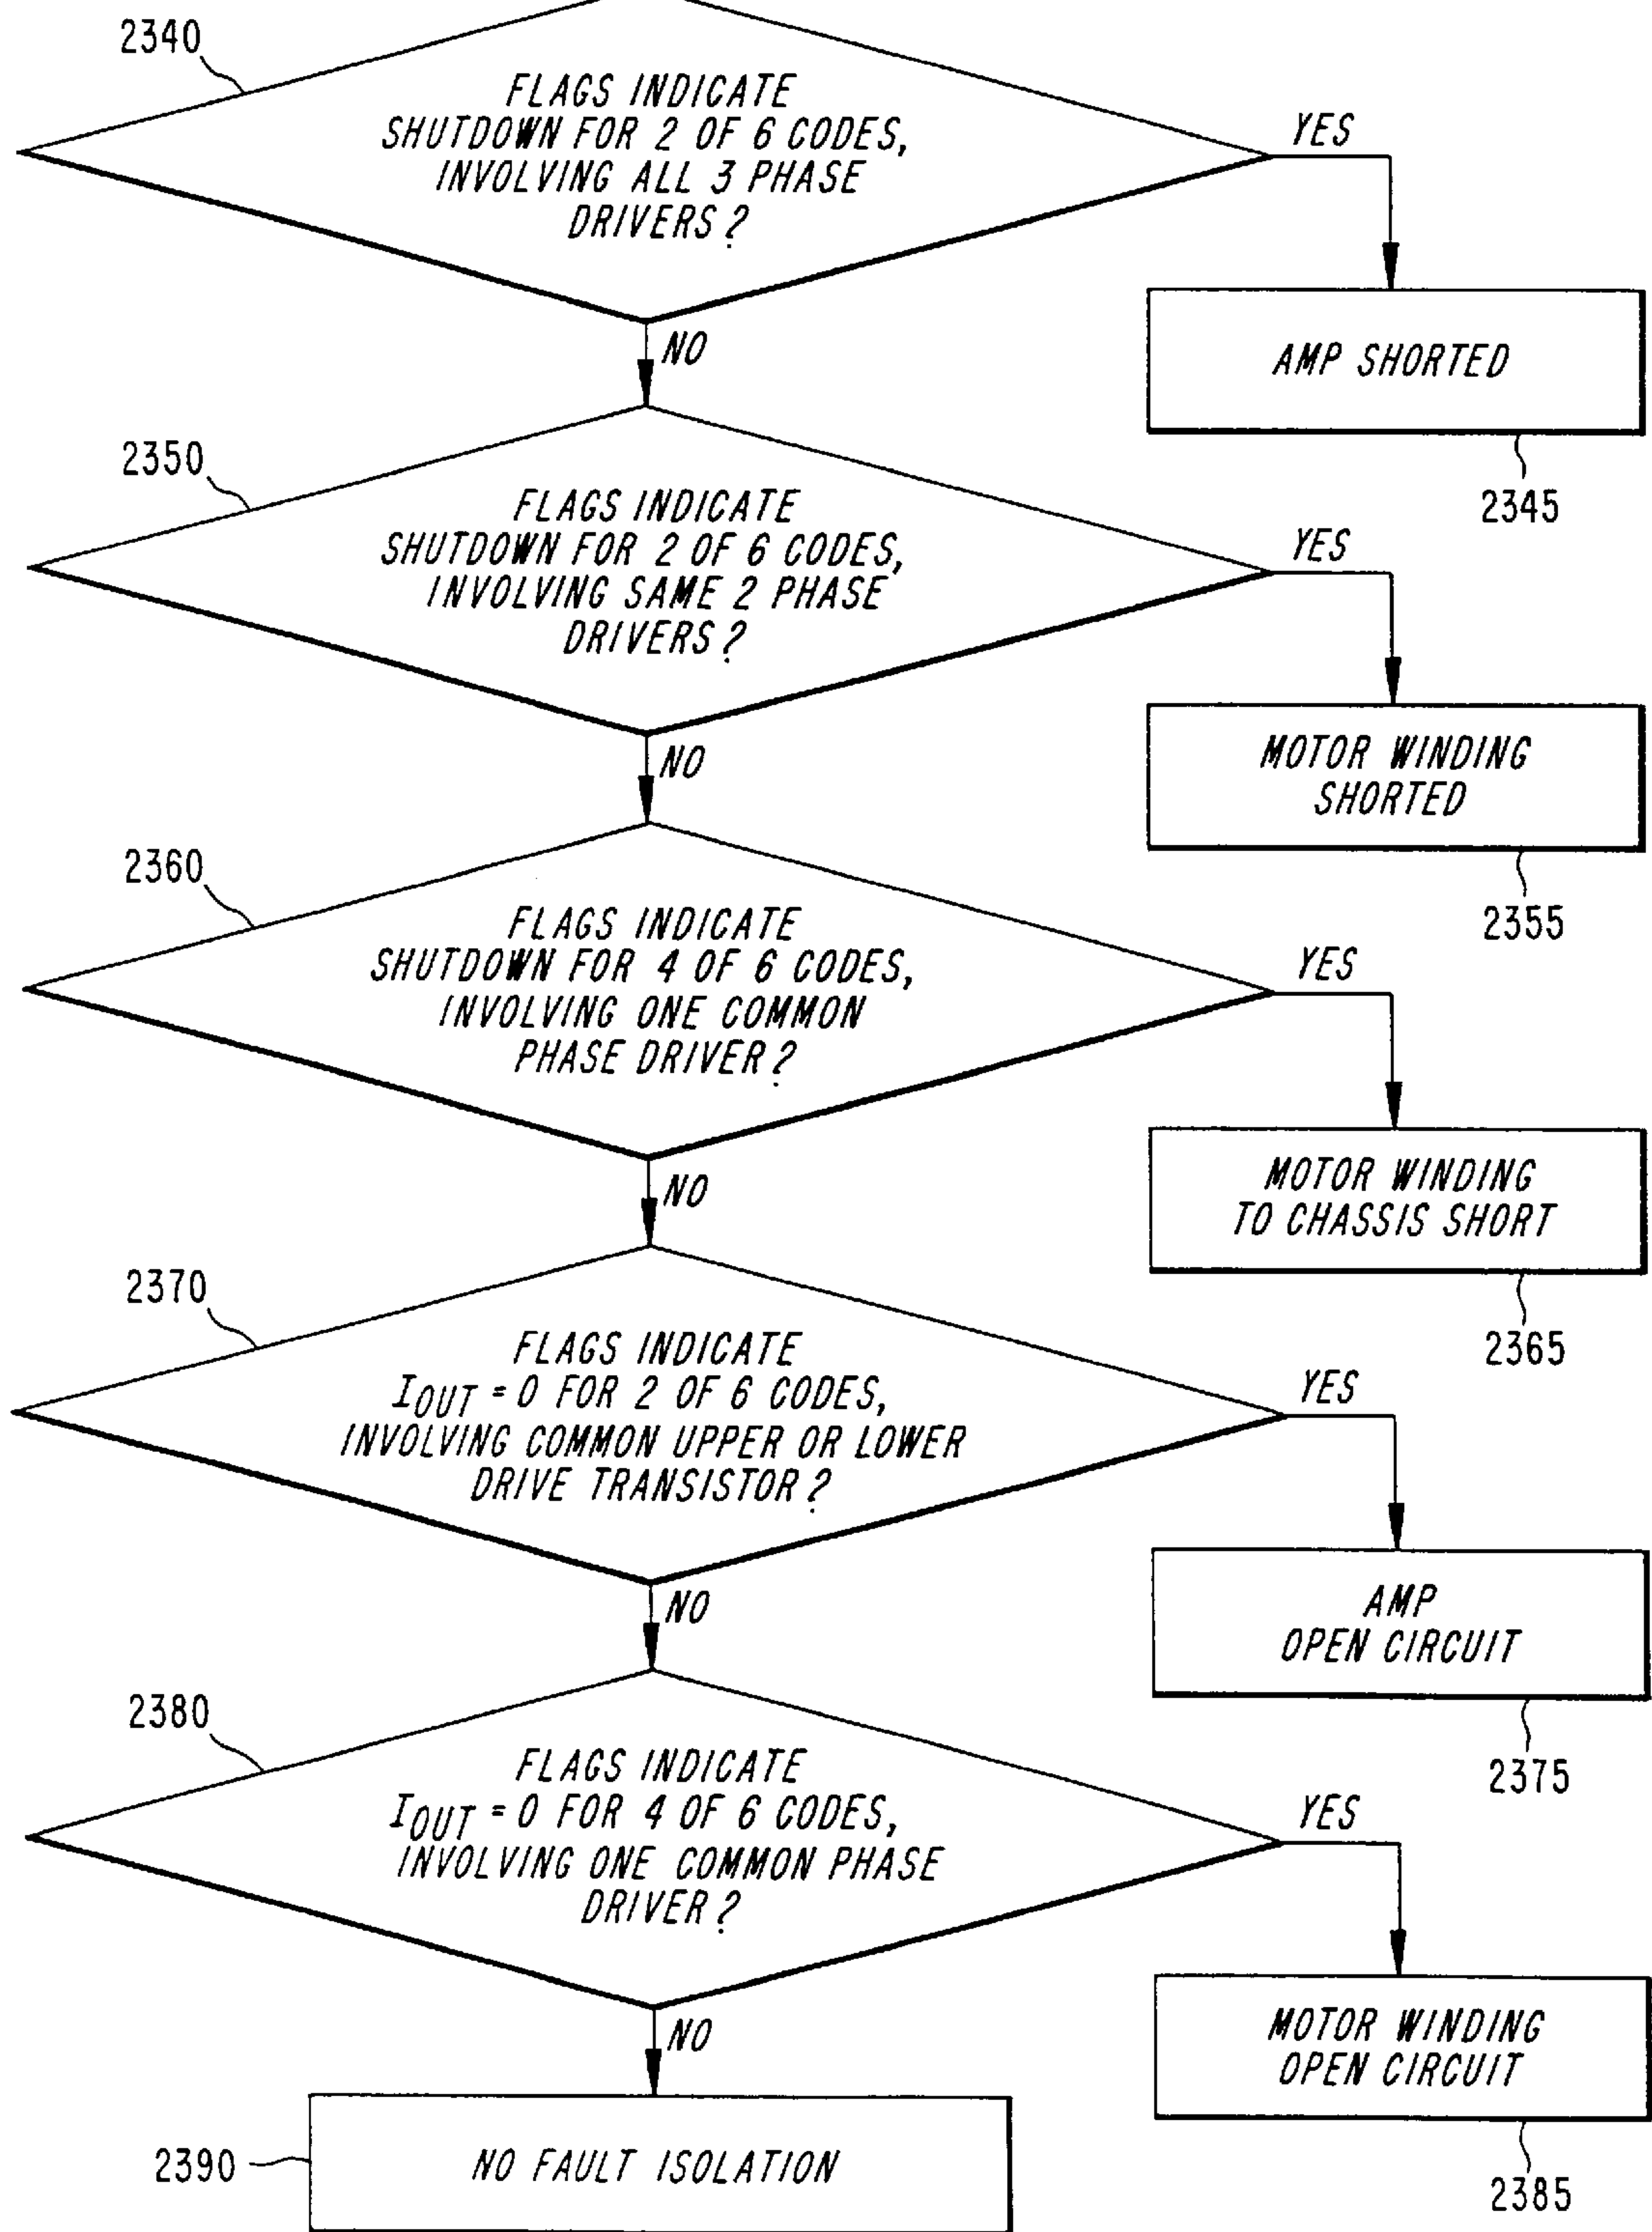 2340
FLAGS INDICATE
SHUTDOWN FOR 2 OF 6 CODES,
INVOLVING ALL 3 PHASE
DRIVERS?
YES
AMP SHORTED
2345
NO
2350
FLAGS INDICATE
SHUTDOWN FOR 2 OF 6 CODES,
INVOLVING SAME 2 PHASE
DRIVERS?
YES
MOTOR WINDING
SHORTED
2355
NO
2360
FLAGS INDICATE
SHUTDOWN FOR 4 OF 6 CODES,
INVOLVING ONE COMMON
PHASE DRIVER?
YES
MOTOR WINDING
TO CHASSIS SHORT
2365
NO
2370
FLAGS INDICATE
IOUT = 0 FOR 2 OF 6 CODES,
INVOLVING COMMON UPPER OR LOWER
DRIVE TRANSISTOR?
YES
AMP
OPEN CIRCUIT
2375
NO
2380
FLAGS INDICATE
IOUT = 0 FOR 4 OF 6 CODES,
INVOLVING ONE COMMON PHASE
DRIVER?
YES
MOTOR WINDING
OPEN CIRCUIT
2385
NO
2390
NO FAULT ISOLATION